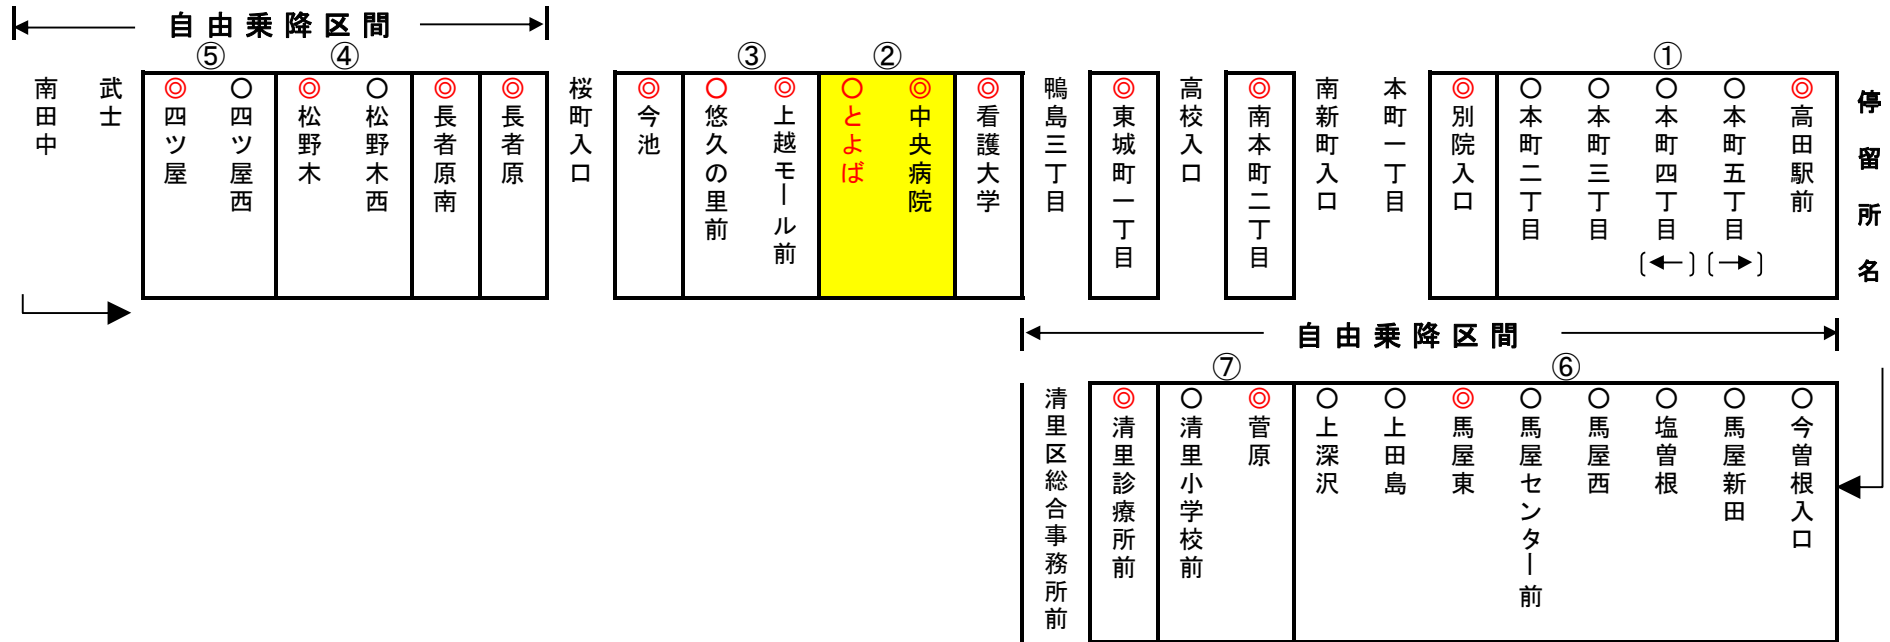 自由乗降区間
⑤
④
③
②
①
停留所名
◎高田駅前
○本町五丁目(→)
○本町四丁目(←)
○本町三丁目
○本町二丁目
◎別院入口
本町一丁目
南新町入口
◎南本町二丁目
高校入口
◎東城町一丁目
鴨島三丁目
◎看護大学
◎中央病院
○とよば
◎上越モール前
○悠久の里前
◎今池
桜町入口
◎長者原
◎長者原南
○松野木西
◎松野木
○四ツ屋西
◎四ツ屋
武士
南田中
自由乗降区間
⑦
⑥
○今曽根入口
○馬屋新田
○塩曽根
○馬屋西
○馬屋センター前
◎馬屋東
○上田島
○上深沢
◎菅原
○清里小学校前
◎清里診療所前
清里区総合事務所前